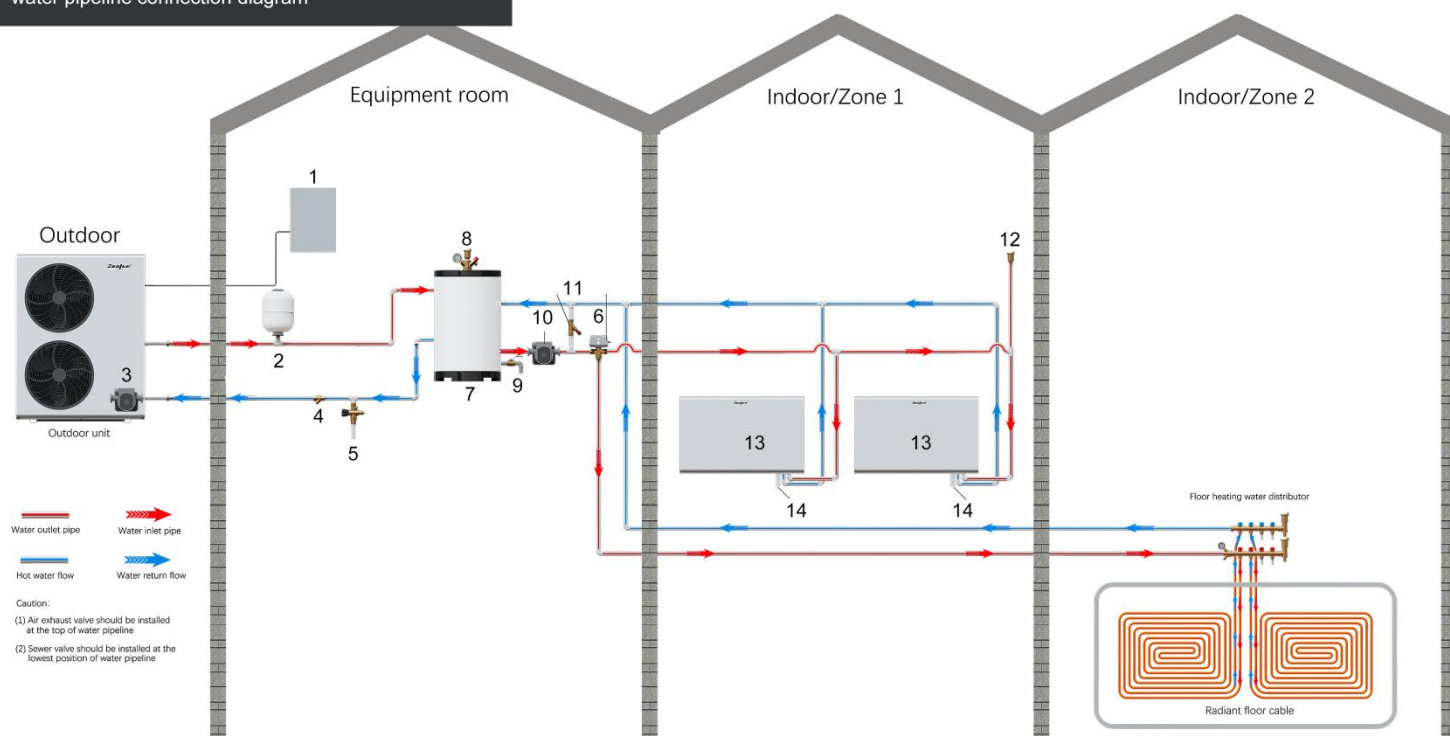 water pipeline connection diagram
Equipment room
Indoor/Zone 1
Indoor/Zone 2
1
Outdoor
8
12
11
6
10
2
3
9
7
4
5
13
13
14
14
Outdoor unit
Floor heating water distributor
Water outlet pipe
Water inlet pipe
Hot water flow
Water return flow
Caution:
(1) Air exhaust valve should be installed
at the top of water pipeline
(2) Sewer valve should be installed at the
lowest position of water pipeline
Radiant floor cable